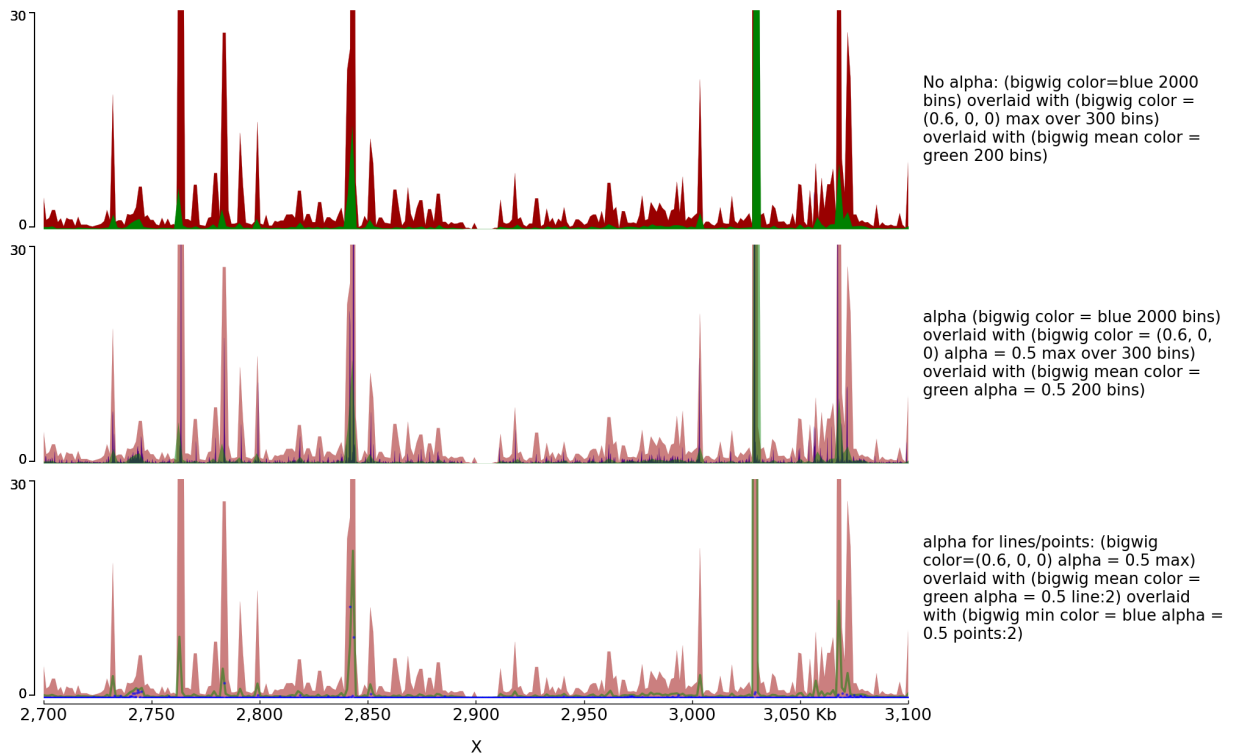 30
0
No alpha: (bigwig color=blue 2000
bins) overlaid with (bigwig color =
(0.6, 0, 0) max over 300 bins)
overlaid with (bigwig mean color =
green 200 bins)
30
0
alpha (bigwig color = blue 2000 bins)
overlaid with (bigwig color = (0.6, 0,
0) alpha = 0.5 max over 300 bins)
overlaid with (bigwig mean color =
green alpha = 0.5 200 bins)
30
0
alpha for lines/points: (bigwig
color=(0.6, 0, 0) alpha = 0.5 max)
overlaid with (bigwig mean color =
green alpha = 0.5 line:2) overlaid
with (bigwig min color = blue alpha =
0.5 points:2)
2,700 2,750 2,800 2,850 2,900 2,950 3,000 3,050 Kb 3,100
X